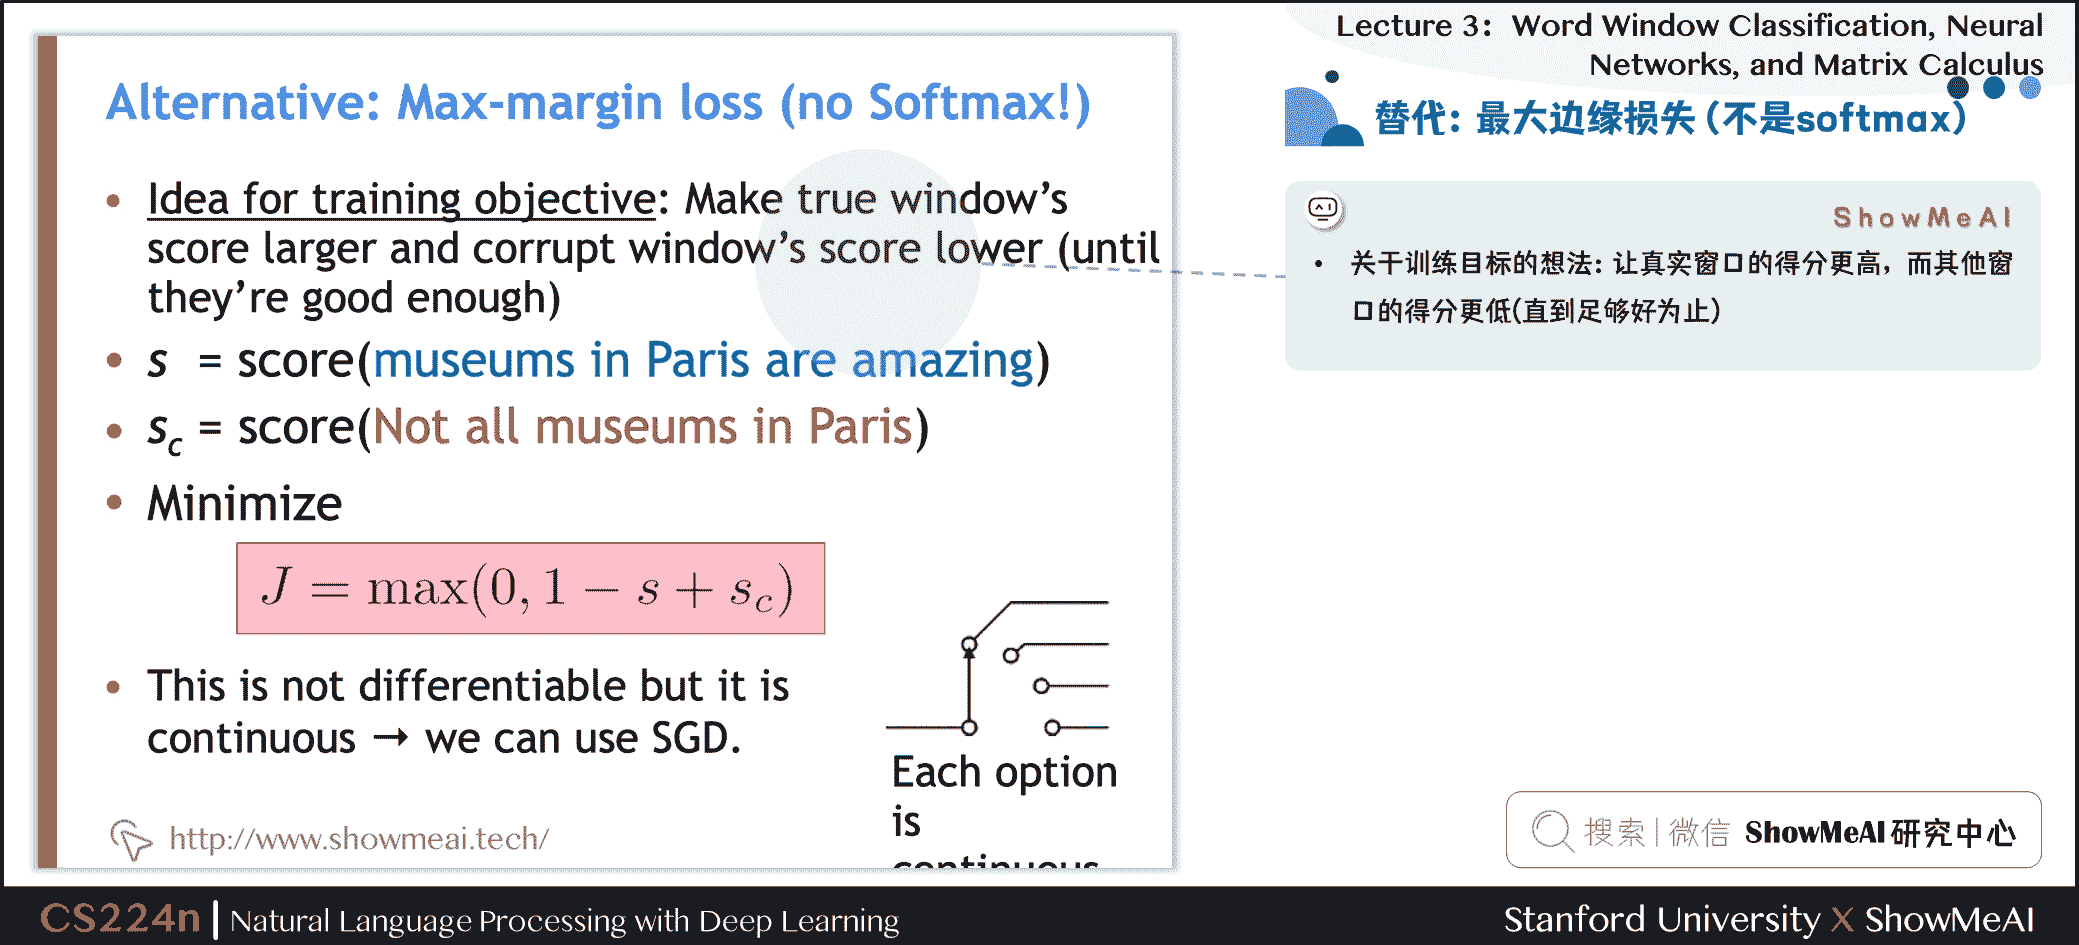 Lecture 3：Word Window Classification, Neural
Networks, and Matrix Calculus
Alternative: Max-margin loss (no Softmax!)
• Idea for training objective: Make true window’s
score larger and corrupt window’s score lower (until
they’re good enough)
• s = score(museums in Paris are amazing)
• s_c = score(Not all museums in Paris)
• Minimize
J = max(0, 1 − s + s_c)
• This is not differentiable but it is
continuous → we can use SGD.
Each option
is
continuous
http://www.showmeai.tech/
替代：最大边缘损失（不是softmax）
ShowMeAI
• 关于训练目标的想法：让真实窗口的得分更高，而其他窗
口的得分更低(直到足够好为止)
搜索|微信 ShowMeAI研究中心
CS224n | Natural Language Processing with Deep Learning
Stanford University X ShowMeAI